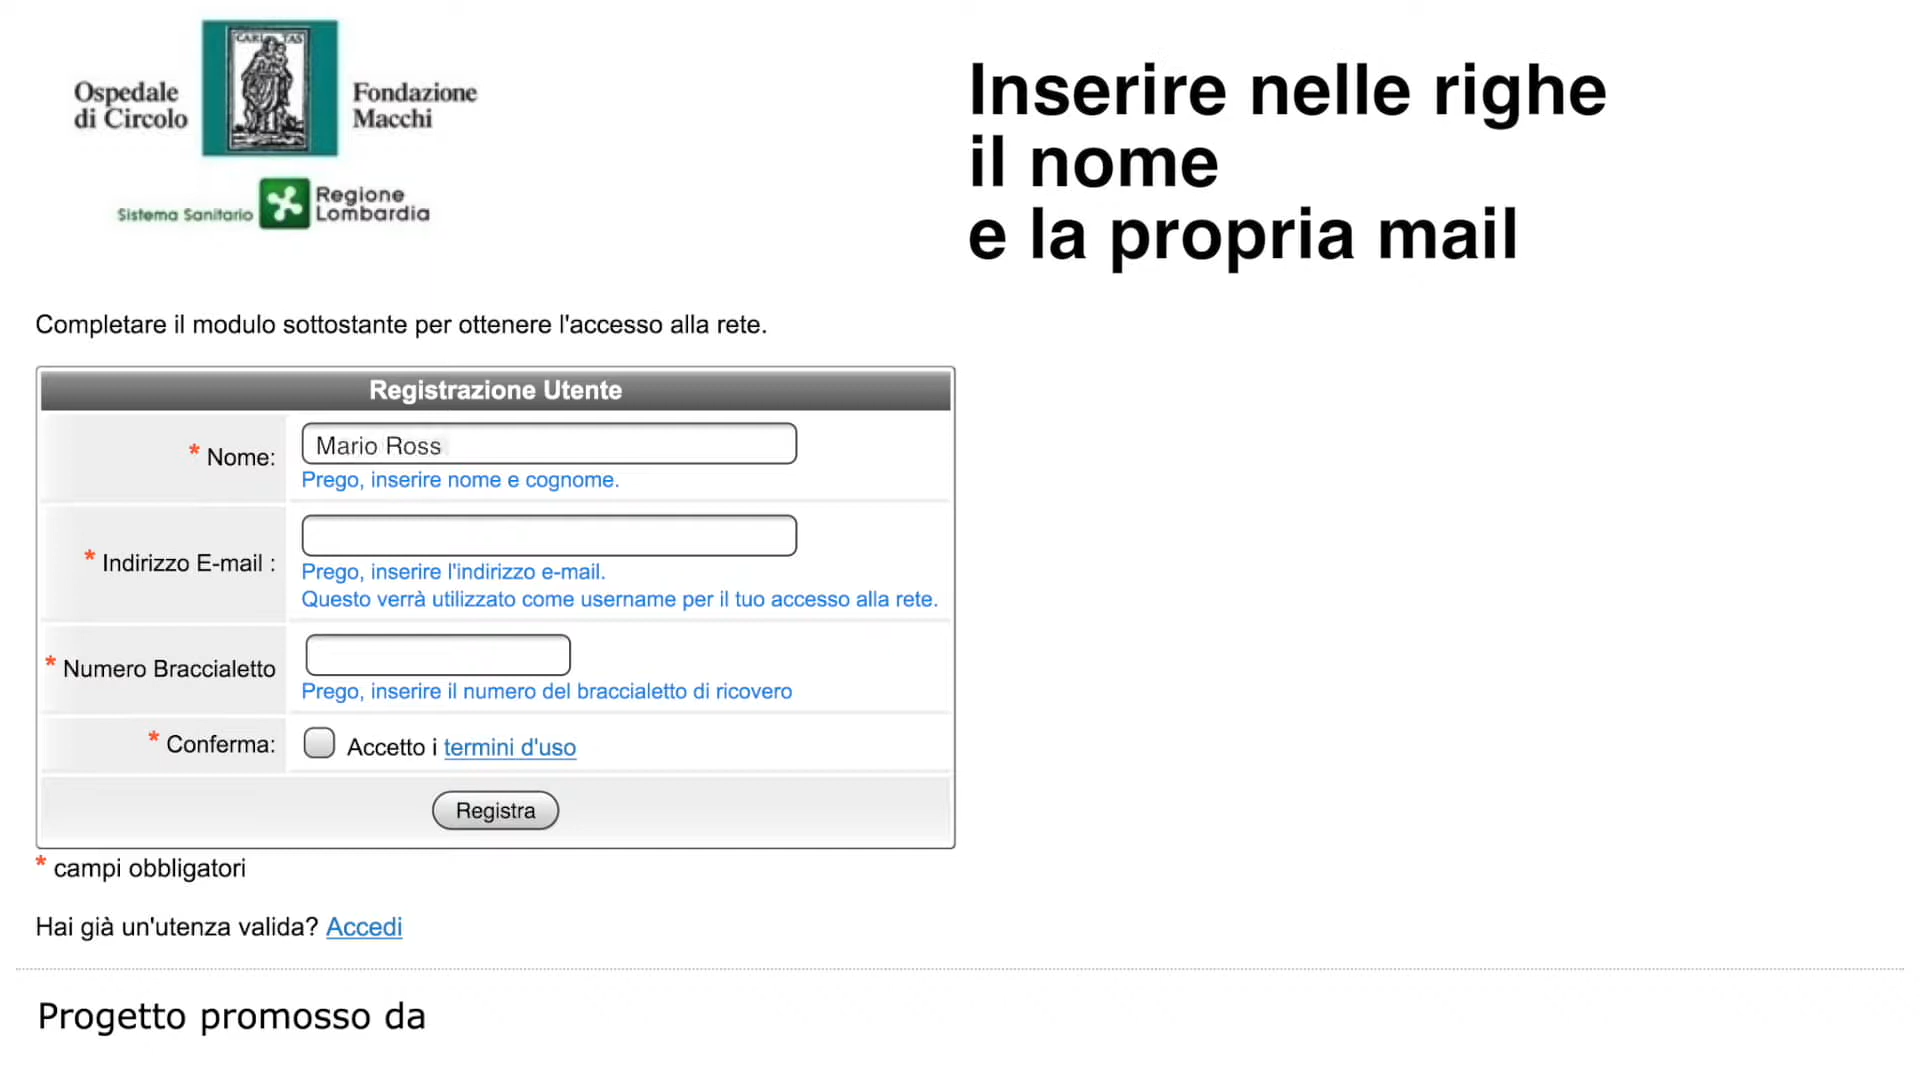 CARITAS
Ospedale
di Circolo
Fondazione
Macchi
Sistema Sanitario
Regione
Lombardia
Inserire nelle righe
il nome
e la propria mail
Completare il modulo sottostante per ottenere l'accesso alla rete.
Registrazione Utente
* Nome:
Mario Ross
Prego, inserire nome e cognome.
* Indirizzo E-mail :
Prego, inserire l'indirizzo e-mail.
Questo verrà utilizzato come username per il tuo accesso alla rete.
* Numero Braccialetto
Prego, inserire il numero del braccialetto di ricovero
* Conferma:
Accetto i termini d'uso
Registra
* campi obbligatori
Hai già un'utenza valida? Accedi
Progetto promosso da